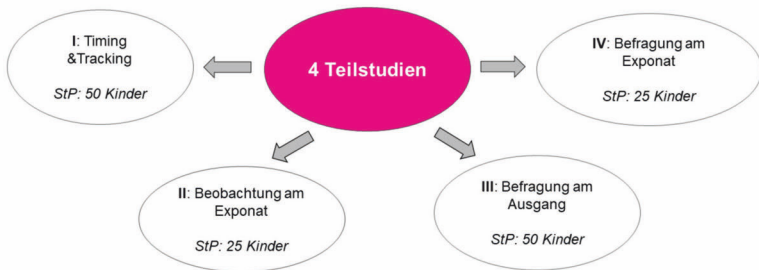 4 Teilstudien
I: Timing
&Tracking
StP: 50 Kinder
II: Beobachtung am
Exponat
StP: 25 Kinder
III: Befragung am
Ausgang
StP: 50 Kinder
IV: Befragung am
Exponat
StP: 25 Kinder